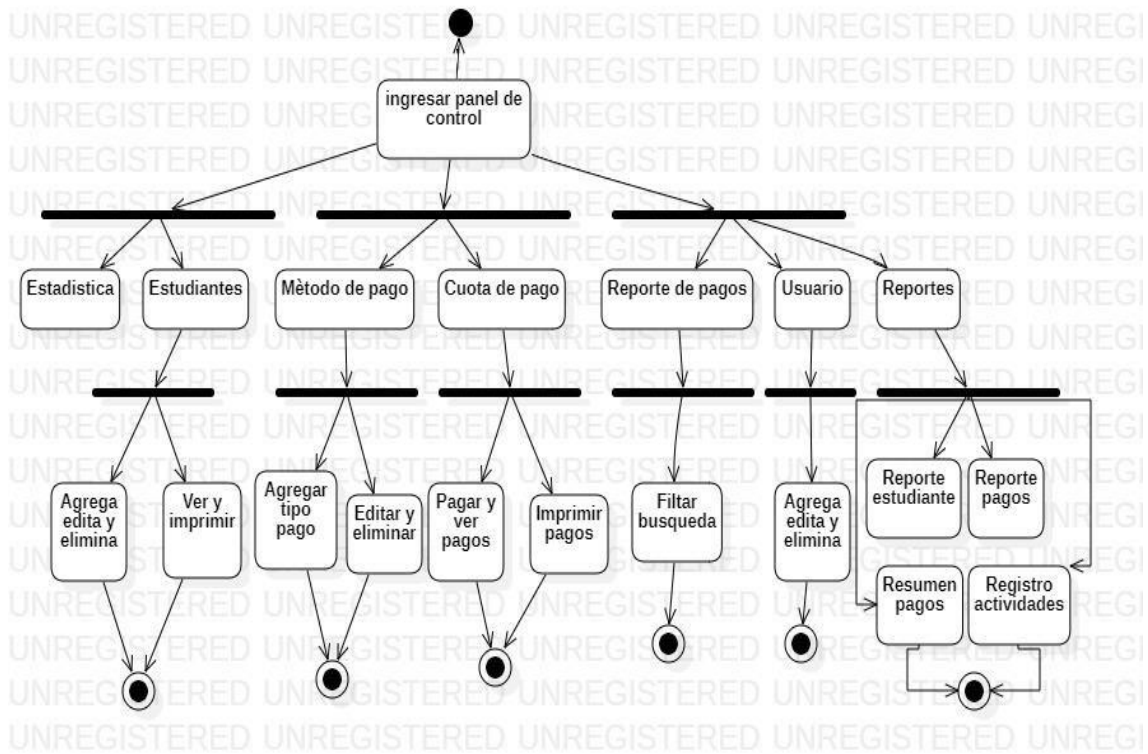 ingresar panel de
control
Estadistica
Estudiantes
Mètodo de pago
Cuota de pago
Reporte de pagos
Usuario
Reportes
Agrega
edita y
elimina
Ver y
imprimir
Agregar
tipo
pago
Editar y
eliminar
Pagar y
ver
pagos
Imprimir
pagos
Filtar
busqueda
Agrega
edita y
elimina
Reporte
estudiante
Reporte
pagos
Resumen
pagos
Registro
actividades
UNREGISTERED UNREGISTERED UNREGISTERED UNREGISTERED UNREG